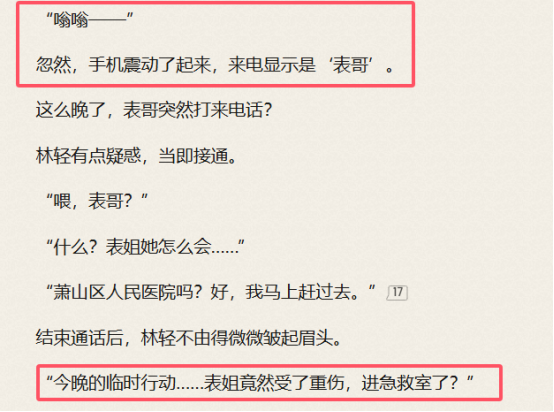 “嗡嗡——”
忽然，手机震动了起来，来电显示是‘表哥’。
这么晚了，表哥突然打来电话？
林轻有点疑惑，当即接通。
“喂，表哥？”
“什么？表姐她怎么会……”
“萧山区人民医院吗？好，我马上赶过去。” 17
结束通话后，林轻不由得微微皱起眉头。
“今晚的临时行动……表姐竟然受了重伤，进急救室了？”